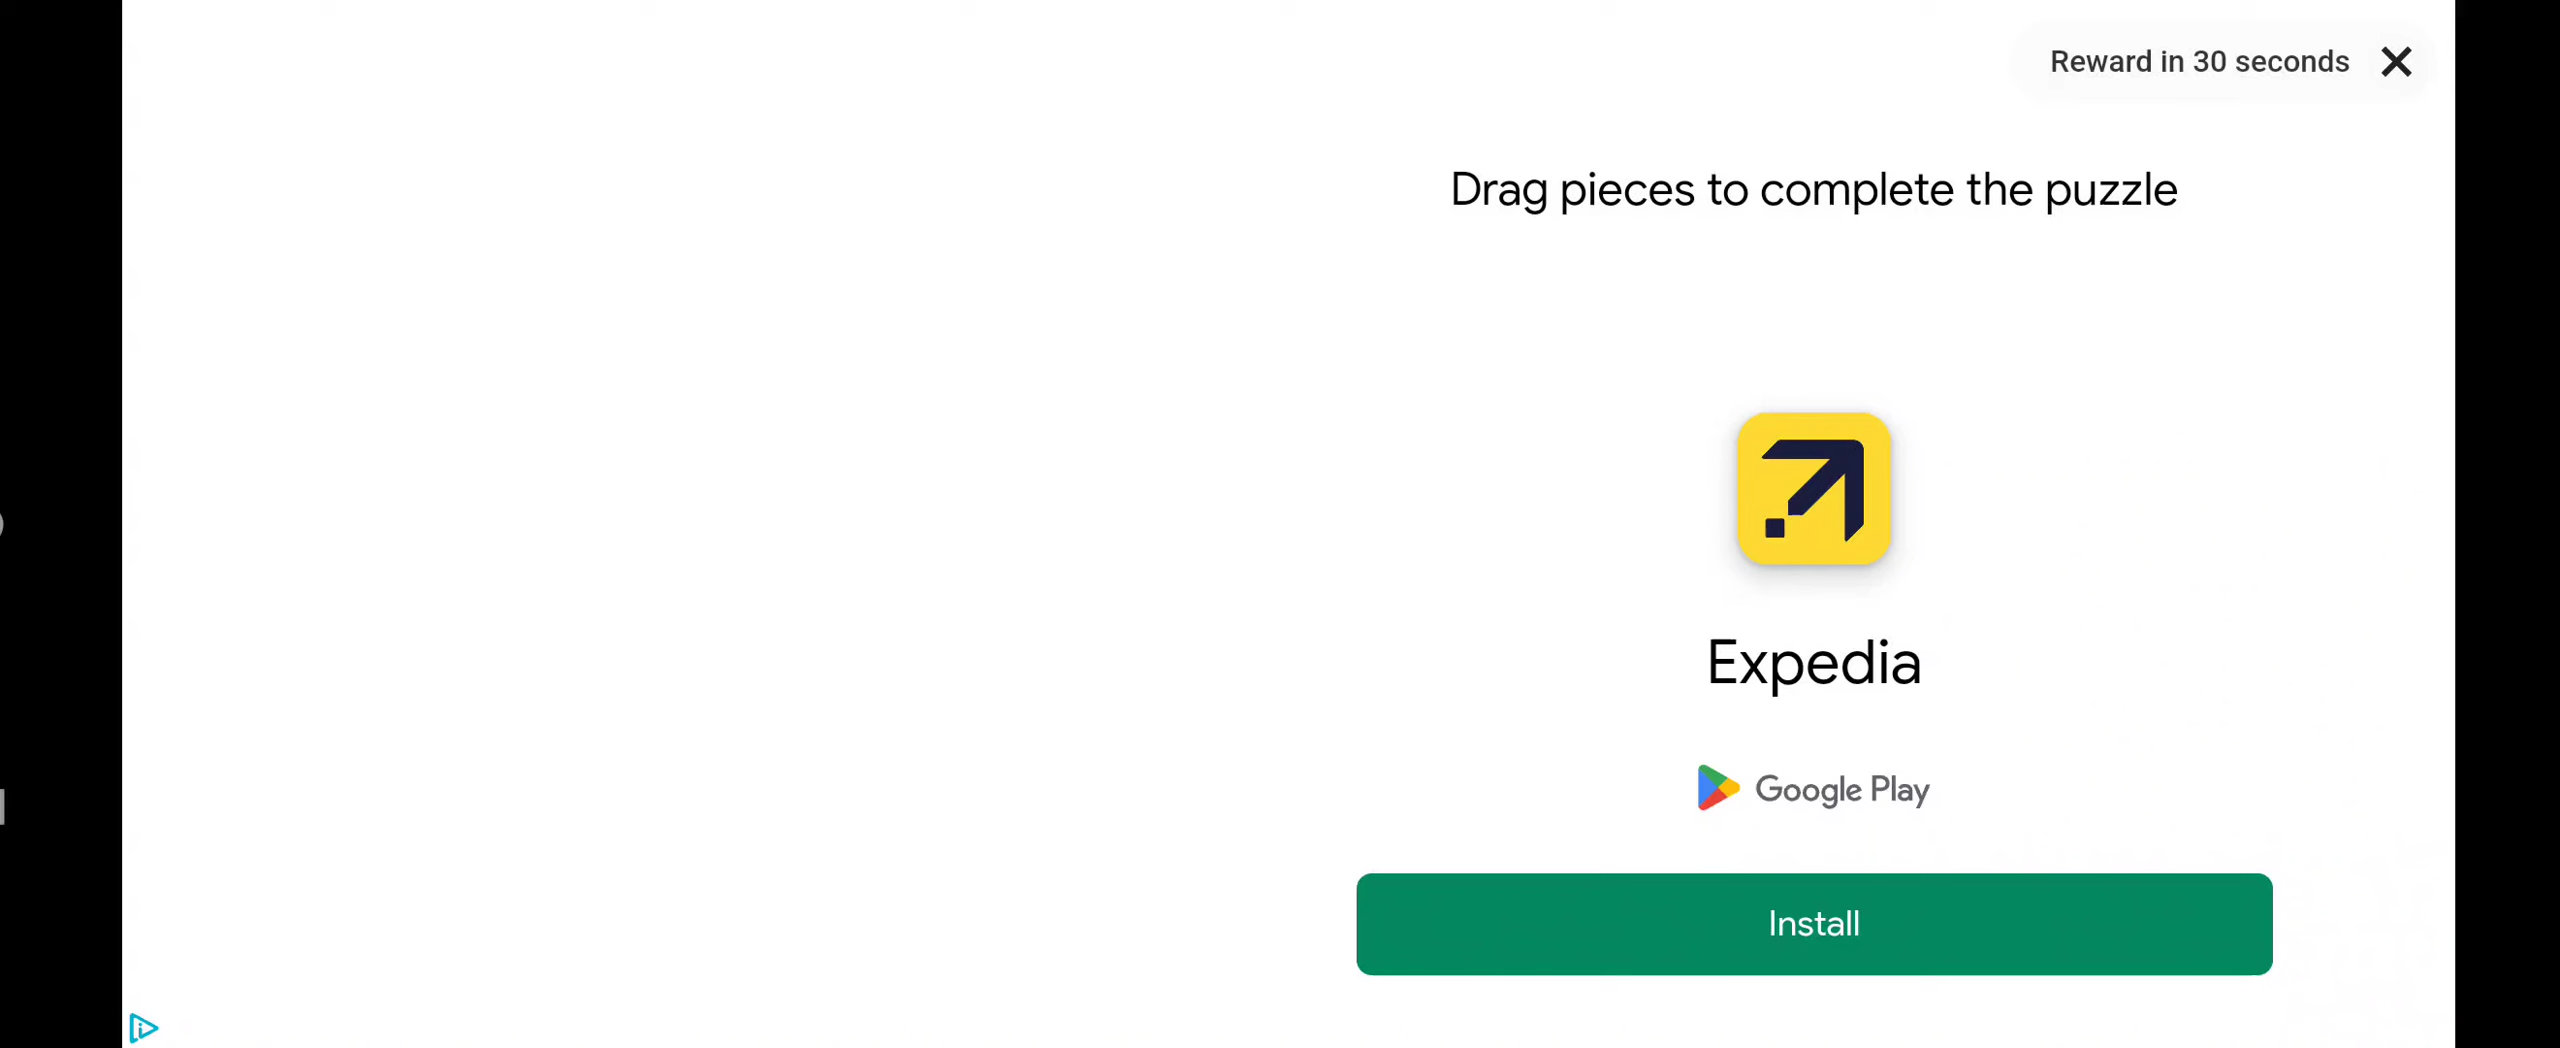 Reward in 30 seconds
Drag pieces to complete the puzzle
Expedia
Google Play
Install